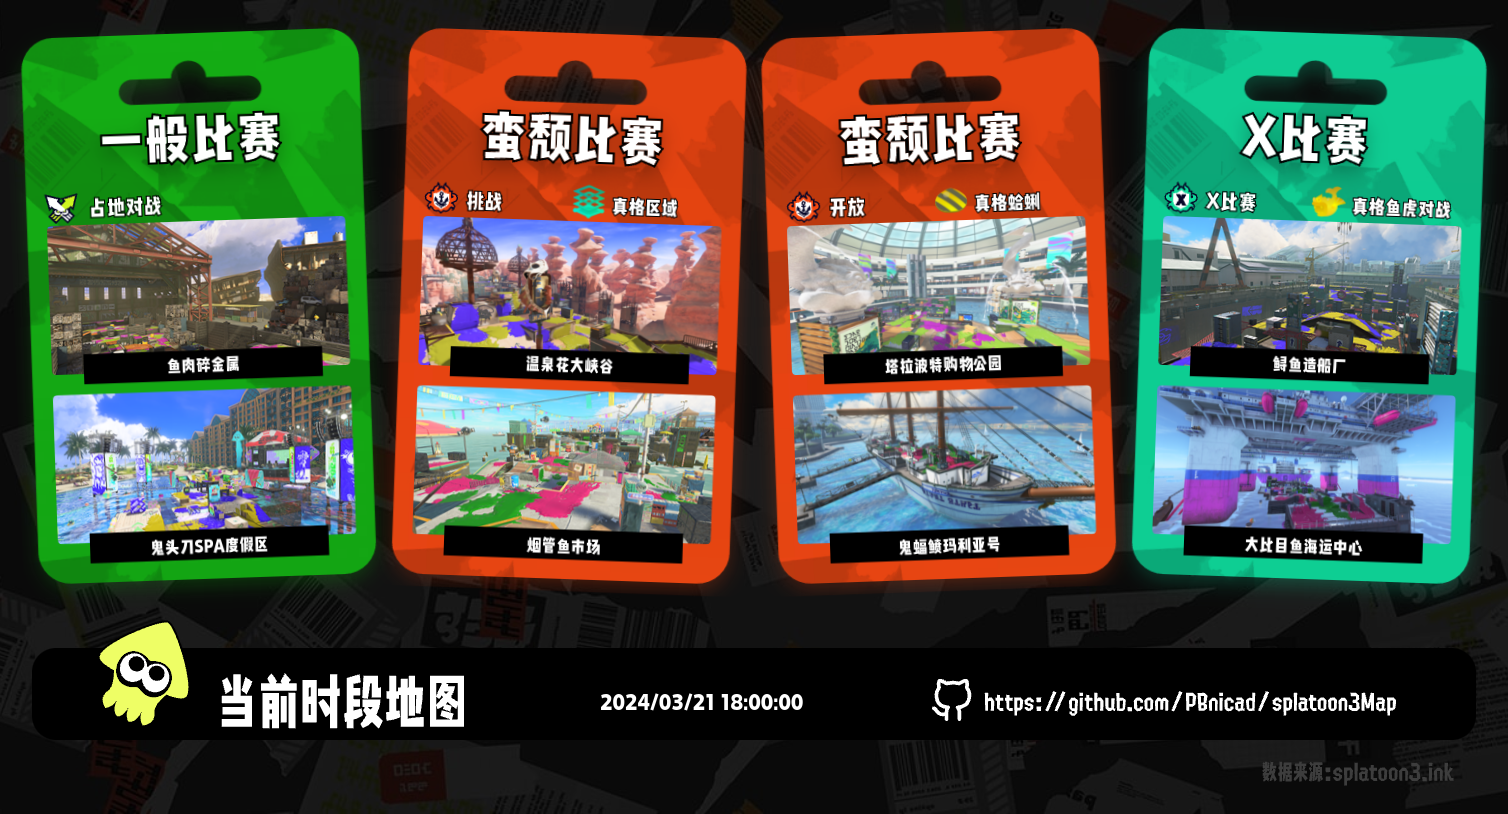 一般比赛
占地对战
鱼肉碎金属
鬼头刀SPA度假区
蛮颓比赛
挑战
真格区域
温泉花大峡谷
烟管鱼市场
蛮颓比赛
开放
真格蛤蜊
塔拉波特购物公园
鬼蝠鲼玛利亚号
X比赛
X比赛
真格鱼虎对战
鲟鱼造船厂
大比目鱼海运中心
当前时段地图
2024/03/21 18:00:00
https://github.com/PBnicad/splatoon3Map
数据来源:splatoon3.ink